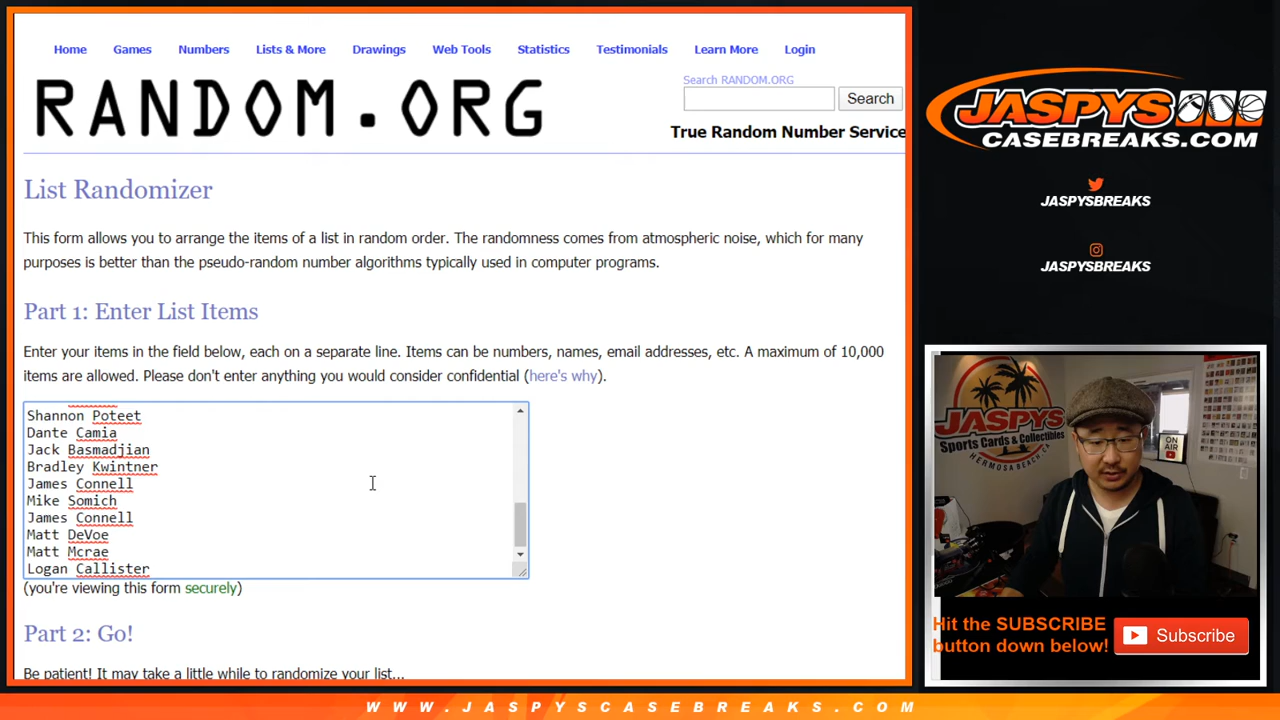 Home Games Numbers Lists & More Drawings Web Tools Statistics Testimonials Learn More Login
RANDOM.ORG
Search RANDOM.ORG
Search
True Random Number Service
List Randomizer
This form allows you to arrange the items of a list in random order. The randomness comes from atmospheric noise, which for many
purposes is better than the pseudo-random number algorithms typically used in computer programs.
Part 1: Enter List Items
Enter your items in the field below, each on a separate line. Items can be numbers, names, email addresses, etc. A maximum of 10,000
items are allowed. Please don't enter anything you would consider confidential (here's why).
Shannon Poteet
Dante Camia
Jack Basmadjian
Bradley Kwintner
James Connell
Mike Somich
James Connell
Matt DeVoe
Matt Mcrae
Logan Callister
(you're viewing this form securely)
Part 2: Go!
Be patient! It may take a little while to randomize your list...
JASPYS
CASEBREAKS.COM
JASPYSBREAKS
JASPYSBREAKS
JASPYS
Sports Cards & Collectibles
HERMOSA BEACH, CA
ON AIR
Hit the SUBSCRIBE
button down below!
Subscribe
WWW.JASPYSCASEBREAKS.COM